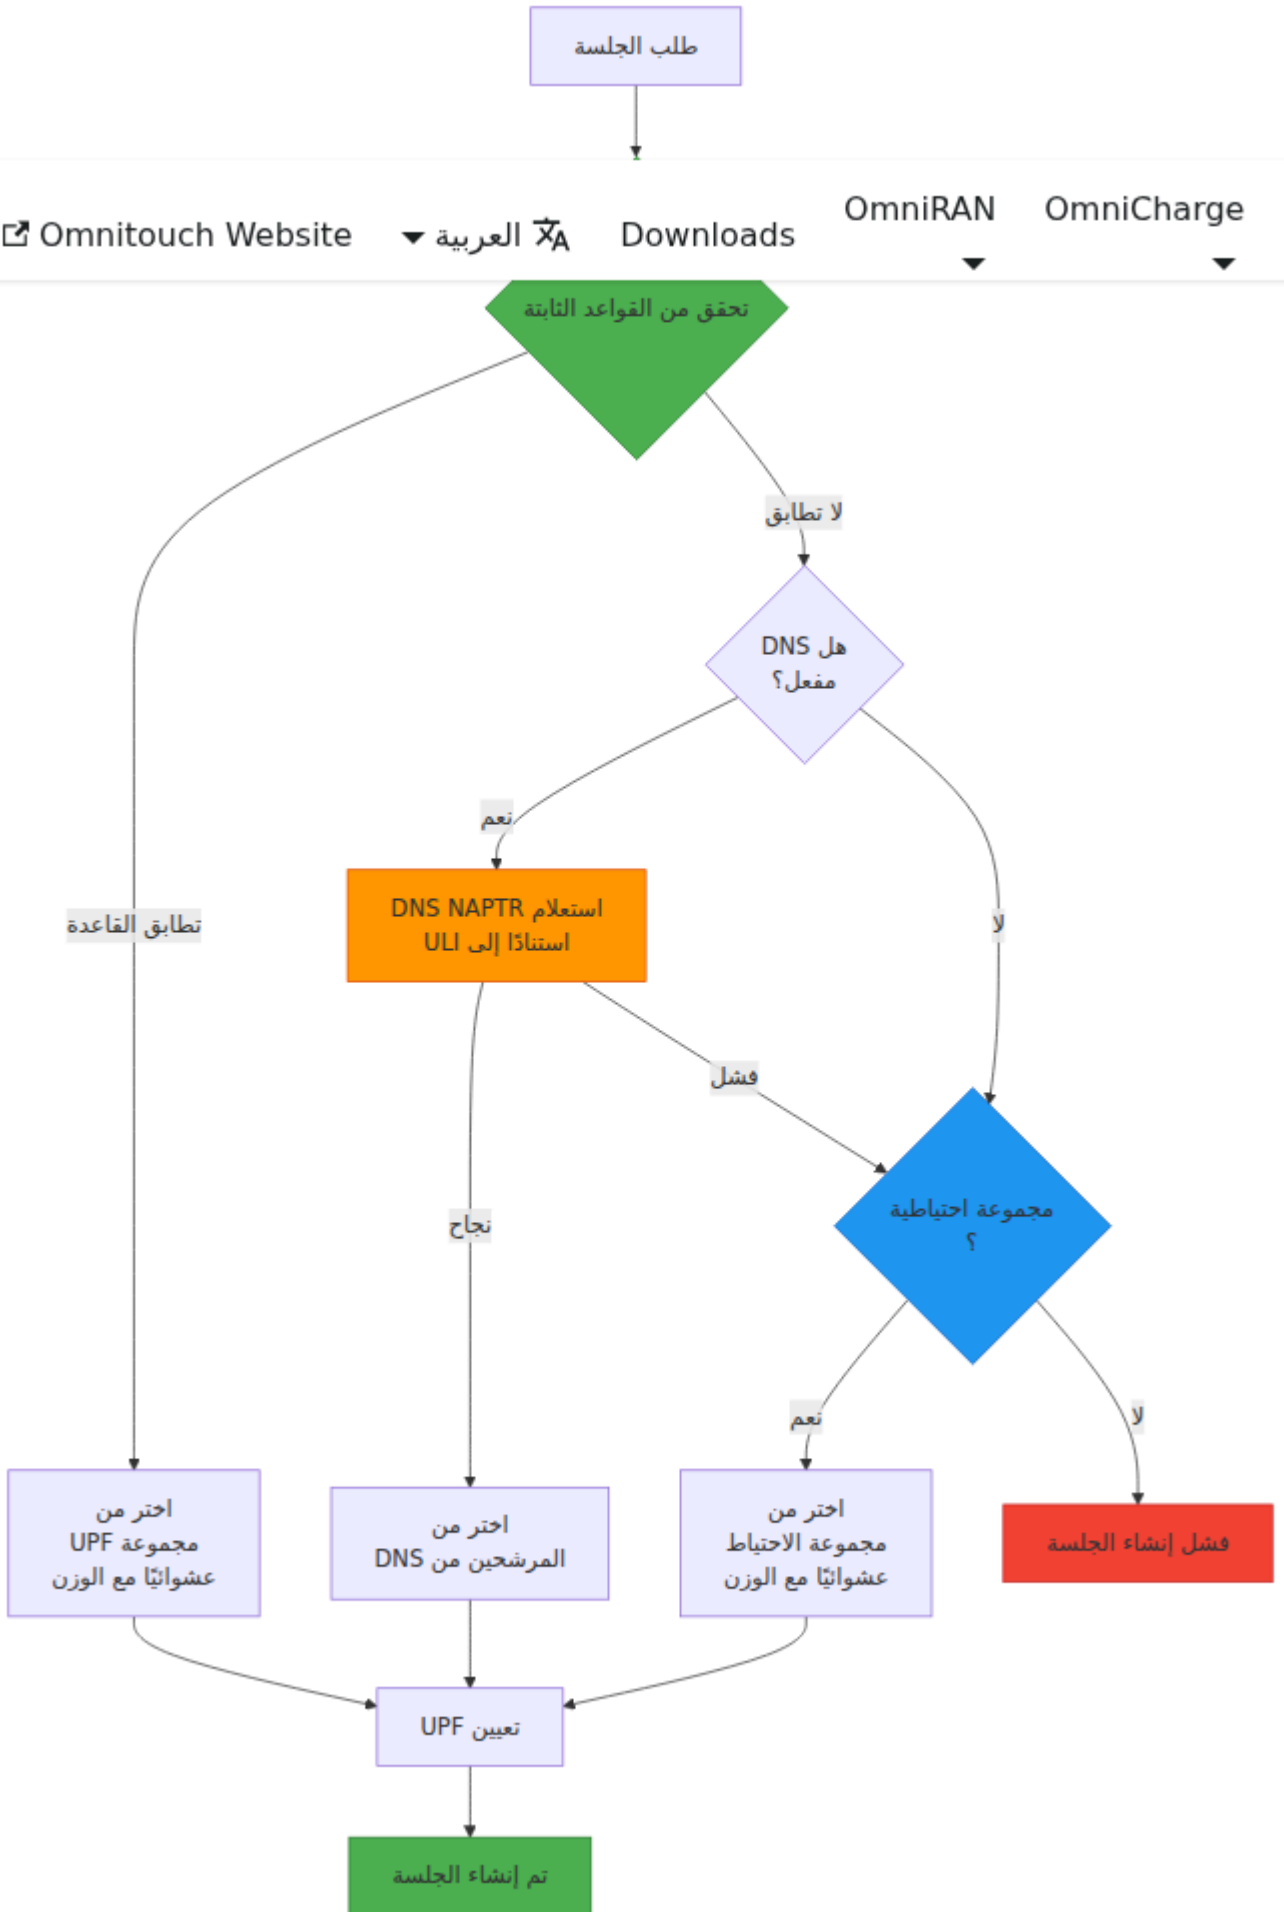 طلب الجلسة
OmniRAN
OmniCharge
Omnitouch Website
العربية
Downloads
تحقق من القواعد الثابتة
لا تطابق
هل DNS
مفعل؟
نعم
استعلام DNS NAPTR
استنادًا إلى ULI
تطابق القاعدة
لا
فشل
مجموعة احتياطية
؟
نجاح
نعم
لا
اختر من
مجموعة UPF
عشوائيًا مع الوزن
اختر من
المرشحين من DNS
اختر من
مجموعة الاحتياط
عشوائيًا مع الوزن
فشل إنشاء الجلسة
تعيين UPF
تم إنشاء الجلسة